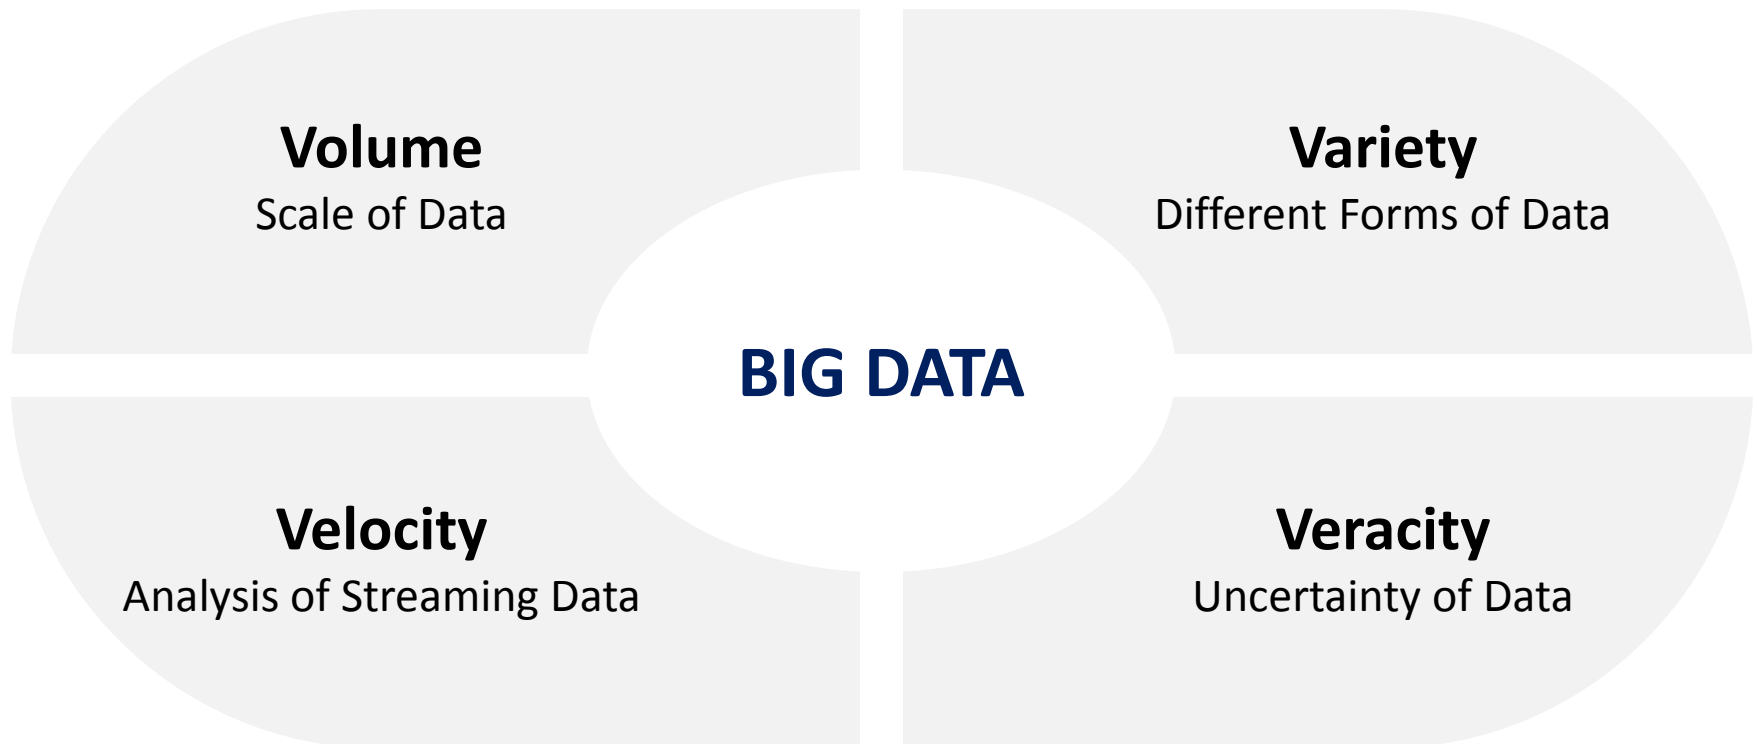 Volume
Scale of Data
Variety
Different Forms of Data
BIG DATA
Velocity
Analysis of Streaming Data
Veracity
Uncertainty of Data